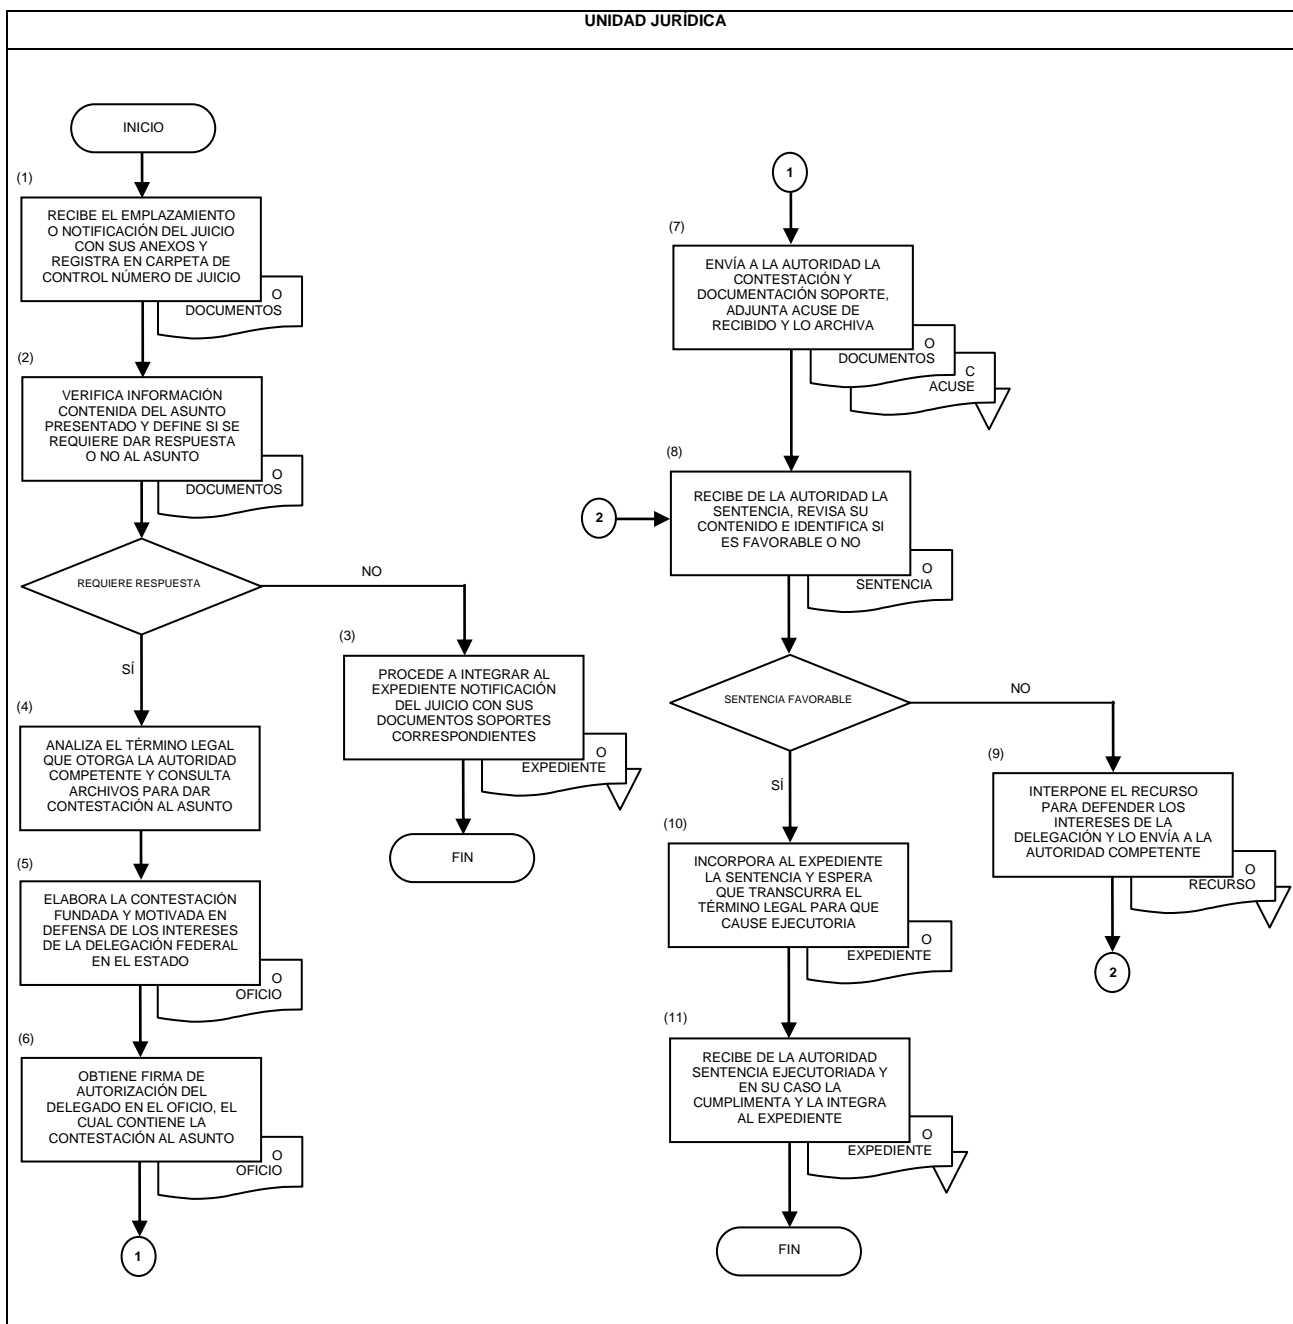 UNIDAD JURÍDICA
INICIO
(1)
RECIBE EL EMPLAZAMIENTO
O NOTIFICACIÓN DEL JUICIO
CON SUS ANEXOS Y
REGISTRA EN CARPETA DE
CONTROL NÚMERO DE JUICIO
O
DOCUMENTOS
(2)
VERIFICA INFORMACIÓN
CONTENIDA DEL ASUNTO
PRESENTADO Y DEFINE SI SE
REQUIERE DAR RESPUESTA
O NO AL ASUNTO
O
DOCUMENTOS
REQUIERE RESPUESTA
NO
SÍ
(3)
PROCEDE A INTEGRAR AL
EXPEDIENTE NOTIFICACIÓN
DEL JUICIO CON SUS
DOCUMENTOS SOPORTES
CORRESPONDIENTES
O
EXPEDIENTE
FIN
(4)
ANALIZA EL TÉRMINO LEGAL
QUE OTORGA LA AUTORIDAD
COMPETENTE Y CONSULTA
ARCHIVOS PARA DAR
CONTESTACIÓN AL ASUNTO
(5)
ELABORA LA CONTESTACIÓN
FUNDADA Y MOTIVADA EN
DEFENSA DE LOS INTERESES
DE LA DELEGACIÓN FEDERAL
EN EL ESTADO
O
OFICIO
(6)
OBTIENE FIRMA DE
AUTORIZACIÓN DEL
DELEGADO EN EL OFICIO, EL
CUAL CONTIENE LA
CONTESTACIÓN AL ASUNTO
O
OFICIO
1
1
(7)
ENVÍA A LA AUTORIDAD LA
CONTESTACIÓN Y
DOCUMENTACIÓN SOPORTE,
ADJUNTA ACUSE DE
RECIBIDO Y LO ARCHIVA
O
DOCUMENTOS
C
ACUSE
(8)
2
RECIBE DE LA AUTORIDAD LA
SENTENCIA, REVISA SU
CONTENIDO E IDENTIFICA SI
ES FAVORABLE O NO
O
SENTENCIA
SENTENCIA FAVORABLE
NO
SÍ
(9)
INTERPONE EL RECURSO
PARA DEFENDER LOS
INTERESES DE LA
DELEGACIÓN Y LO ENVÍA A LA
AUTORIDAD COMPETENTE
O
RECURSO
2
(10)
INCORPORA AL EXPEDIENTE
LA SENTENCIA Y ESPERA
QUE TRANSCURRA EL
TÉRMINO LEGAL PARA QUE
CAUSE EJECUTORIA
O
EXPEDIENTE
(11)
RECIBE DE LA AUTORIDAD
SENTENCIA EJECUTORIADA Y
EN SU CASO LA
CUMPLIMENTA Y LA INTEGRA
AL EXPEDIENTE
O
EXPEDIENTE
FIN